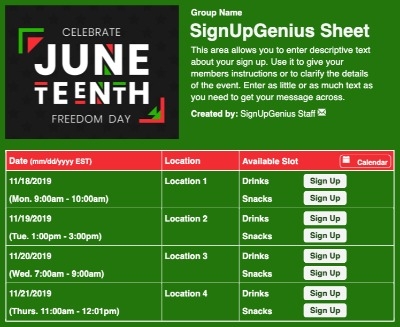 CELEBRATE
JUNE
TEENTH
FREEDOM DAY
Group Name
SignUpGenius Sheet
This area allows you to enter descriptive text
about your sign up. Use it to give your
members instructions or to clarify the details
of the event. Enter as little or as much text as
you need to get your message across.
Created by: SignUpGenius Staff
Date (mm/dd/yyyy EST) Location Available Slot Calendar
11/18/2019 Location 1 Drinks Sign Up
(Mon. 9:00am - 10:00am) Snacks Sign Up
11/19/2019 Location 2 Drinks Sign Up
(Tue. 1:00pm - 3:00pm) Snacks Sign Up
11/20/2019 Location 3 Drinks Sign Up
(Wed. 7:00am - 9:00am) Snacks Sign Up
11/21/2019 Location 4 Drinks Sign Up
(Thurs. 11:00am - 12:01pm) Snacks Sign Up